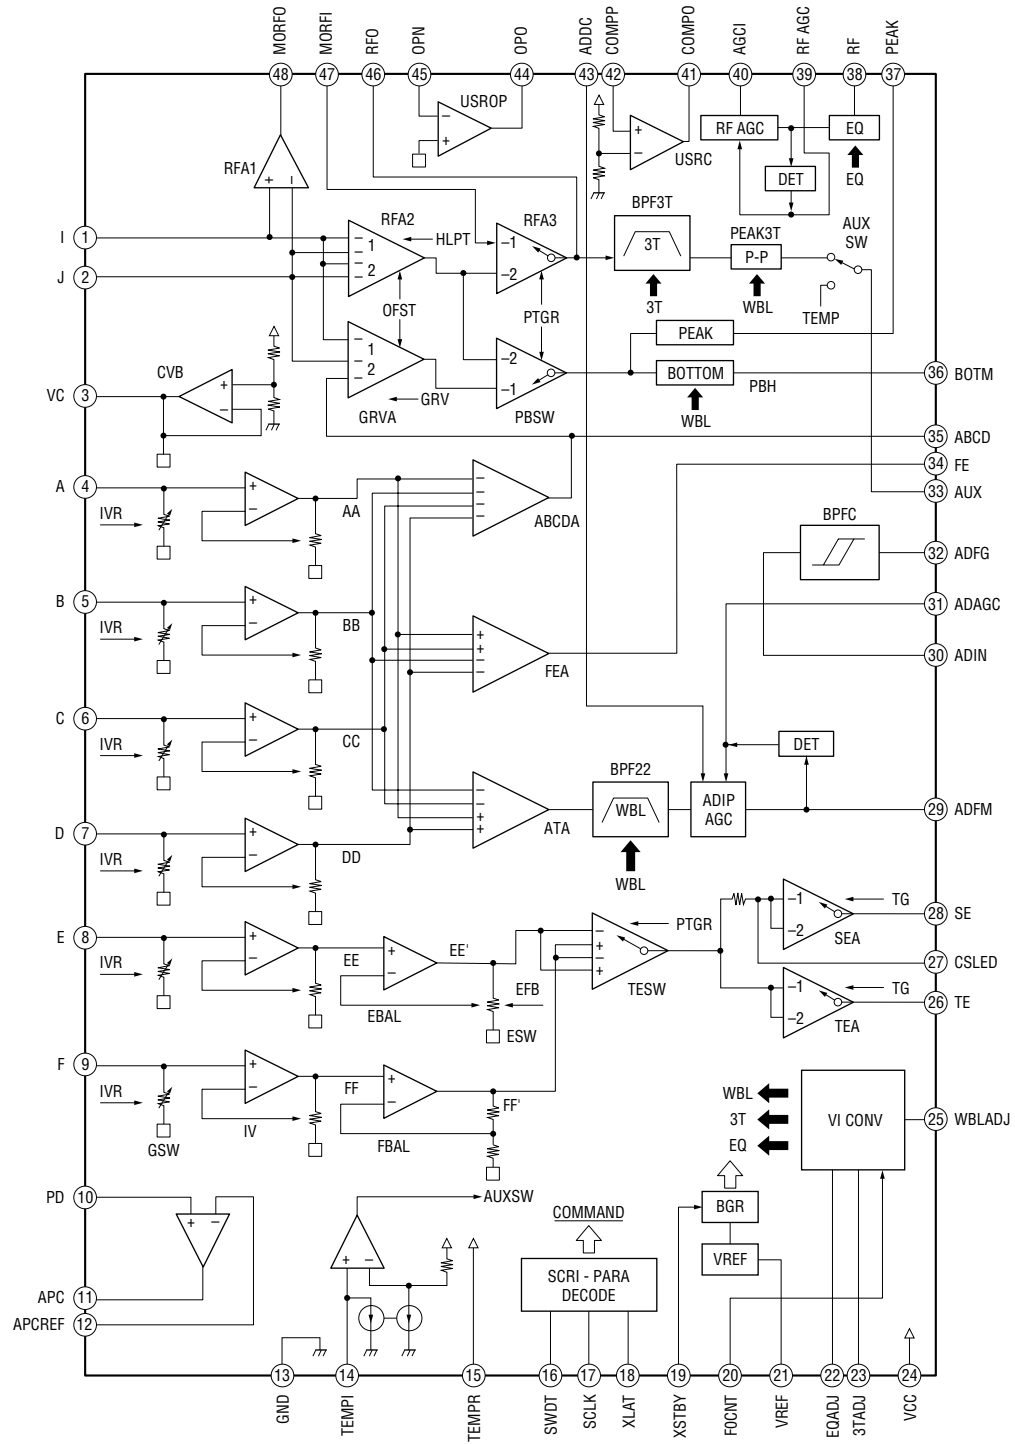 MORFO
MORFI
RFO
OPN
OPO
ADDC
COMPP
COMPO
AGCI
RF AGC
RF
PEAK
48 47 46 45 44 43 42 41 40 39 38 37
USROP
+
−
RFA1
+ −
USRC
+
−
RF AGC
EQ
DET
EQ
I 1
J 2
RFA2
−
− 1
−
− 2
HLPT
RFA3
−1
−2
BPF3T
3T
3T
PEAK3T
P-P
WBL
AUX
SW
TEMP
OFST
PTGR
− 1
− 2
GRVA
GRV
−2
−1
PBSW
PEAK
BOTTOM
PBH
WBL
36 BOTM
VC 3
CVB
+
−
35 ABCD
34 FE
33 AUX
A 4
IVR
+
−
AA
−
−
−
−
ABCDA
BPFC
32 ADFG
B 5
IVR
+
−
BB
+
+
−
−
FEA
31 ADAGC
30 ADIN
C 6
IVR
+
−
CC
DET
BPF22
WBL
WBL
ADIP
AGC
29 ADFM
−
−
+
+
ATA
D 7
IVR
+
−
DD
E 8
IVR
+
−
EE
+
−
EBAL
EE'
EFB
ESW
−
+
−
+
TESW
PTGR
−1
−2
SEA
TG
28 SE
27 CSLED
−1
−2
TEA
TG
26 TE
F 9
IVR
GSW
+
−
IV
FF
+
−
FBAL
FF'
WBL
3T
EQ
VI CONV
25 WBLADJ
PD 10
+ −
APC 11
APCREF 12
AUXSW
+ −
COMMAND
SCRI - PARA
DECODE
BGR
VREF
13 14 15 16 17 18 19 20 21 22 23 24
GND
TEMPI
TEMPR
SWDT
SCLK
XLAT
XSTBY
F0CNT
VREF
EQADJ
3TADJ
VCC